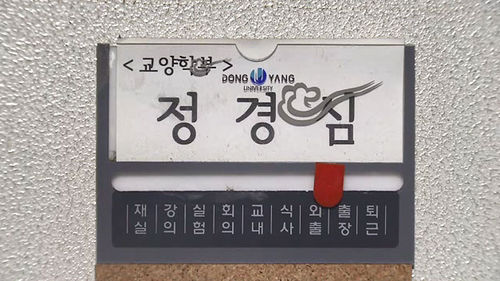 <교양학부>
DONG YANG
UNIVERSITY
정경심
재실 강의 실험 회의 교내 식사 외출 출장 퇴근